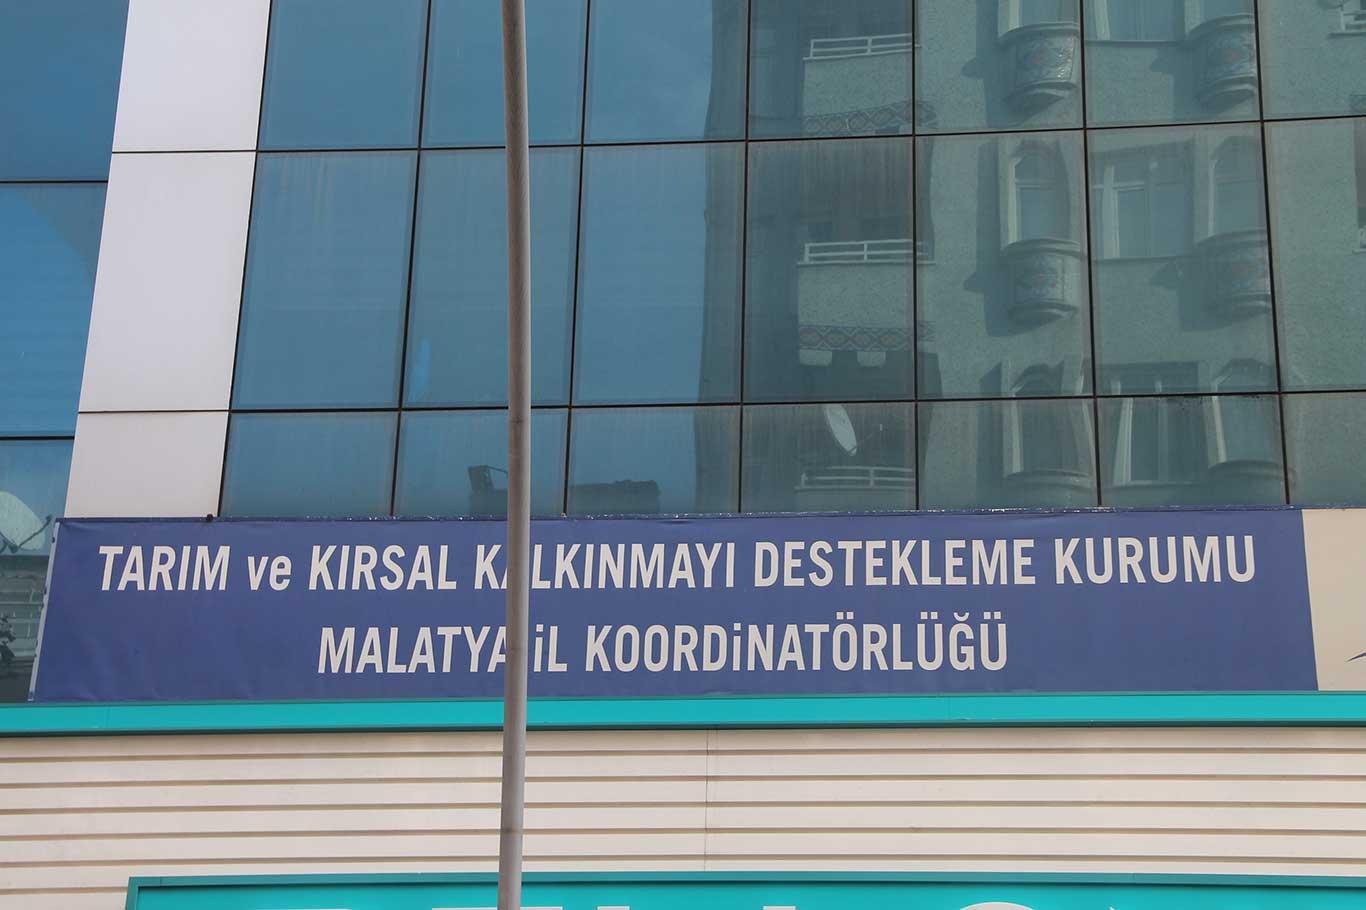 TARIM ve KIRSAL KALKINMAYI DESTEKLEME KURUMU
MALATYA iL KOORDiNATÖRLÜĞÜ